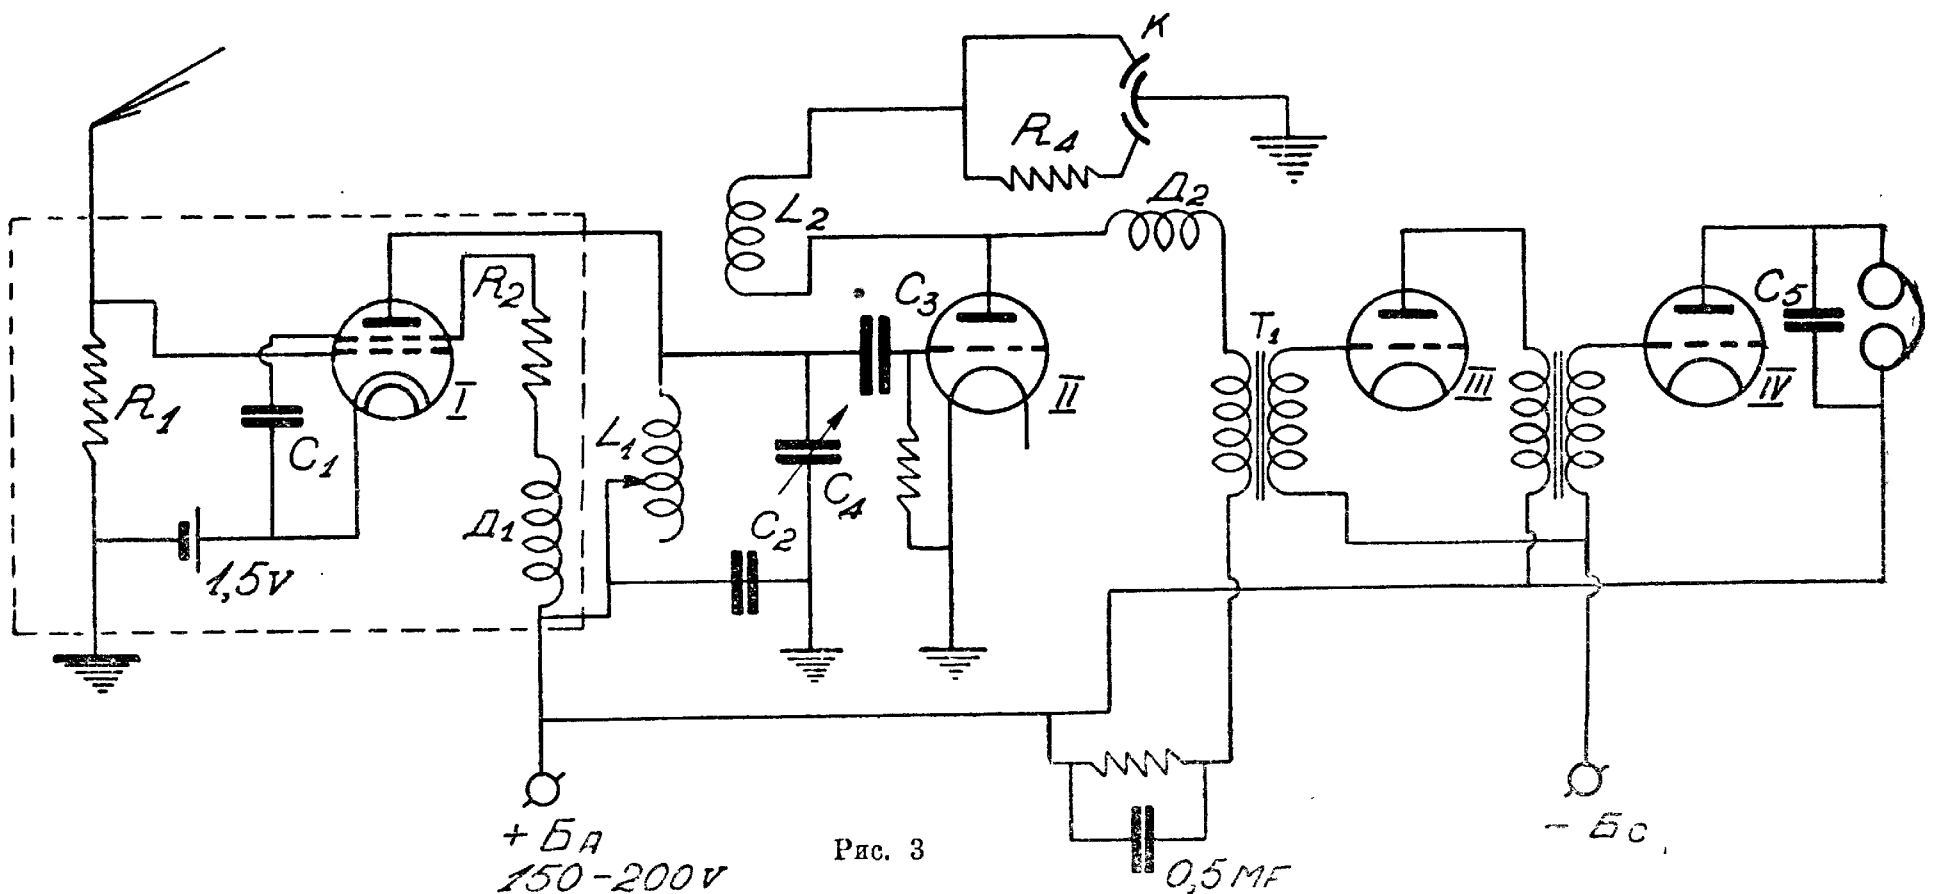 K
R4
L2
Д2
R2
C3
C5
T1
R1
I
II
III
IV
C1
L1
C4
Д1
C2
1,5V
+ БА
150-200V
Рис. 3
0,5 MF
- Бс